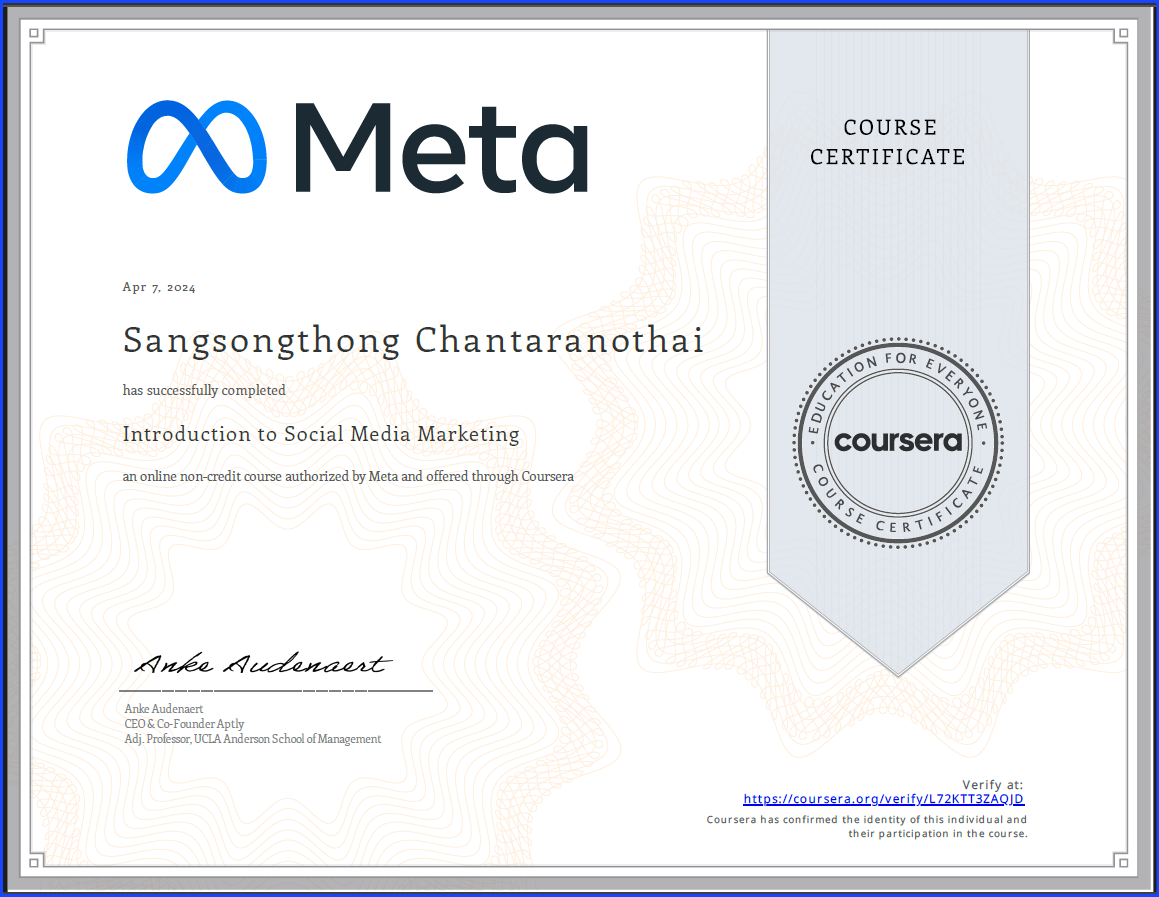 Meta
COURSE
CERTIFICATE
Apr 7, 2024
Sangsongthong Chantaranothai
has successfully completed
Introduction to Social Media Marketing
an online non-credit course authorized by Meta and offered through Coursera
EDUCATION FOR EVERYONE
coursera
COURSE CERTIFICATE
Anke Audenaert
Anke Audenaert
CEO & Co-Founder Aptly
Adj. Professor, UCLA Anderson School of Management
Verify at:
https://coursera.org/verify/L72KTT3ZAQJD
Coursera has confirmed the identity of this individual and
their participation in the course.